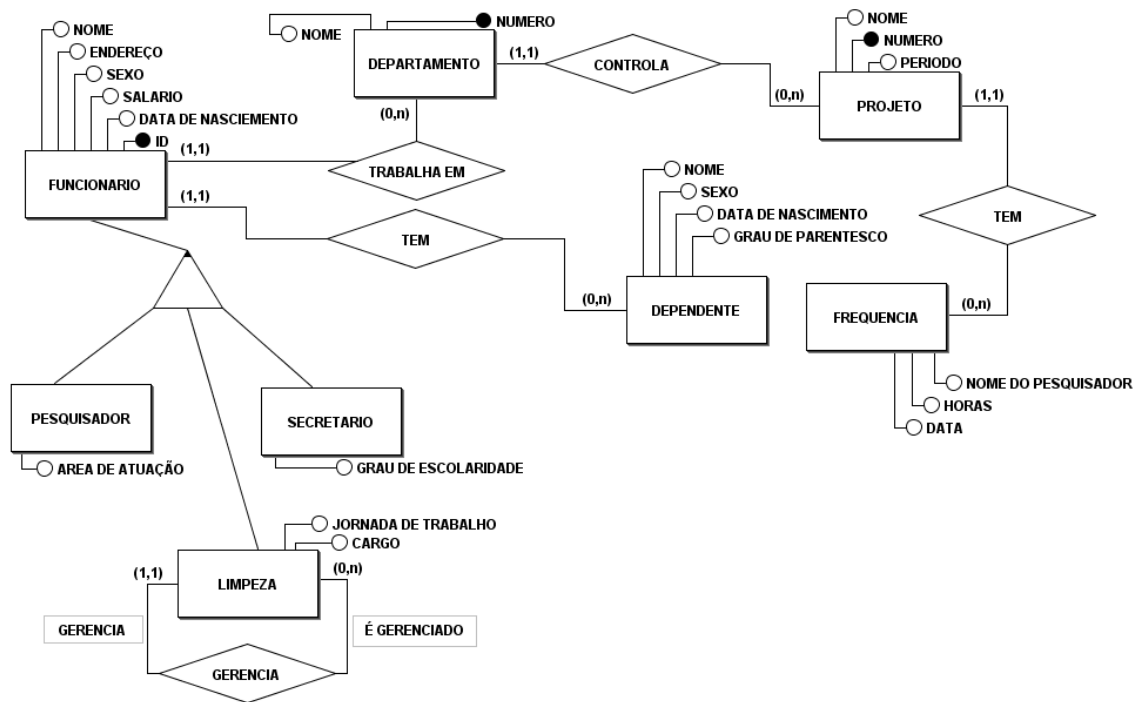 NOME
ENDEREÇO
SEXO
SALARIO
DATA DE NASCIEMENTO
ID
FUNCIONARIO
(1,1)
(1,1)
NOME
NUMERO
DEPARTAMENTO
(1,1)
(0,n)
CONTROLA
(0,n)
NOME
NUMERO
PERIODO
PROJETO
(1,1)
TRABALHA EM
TEM
(0,n)
NOME
SEXO
DATA DE NASCIMENTO
GRAU DE PARENTESCO
DEPENDENTE
TEM
(0,n)
FREQUENCIA
NOME DO PESQUISADOR
HORAS
DATA
PESQUISADOR
AREA DE ATUAÇÃO
SECRETARIO
GRAU DE ESCOLARIDADE
JORNADA DE TRABALHO
CARGO
(1,1)
LIMPEZA
(0,n)
GERENCIA
É GERENCIADO
GERENCIA